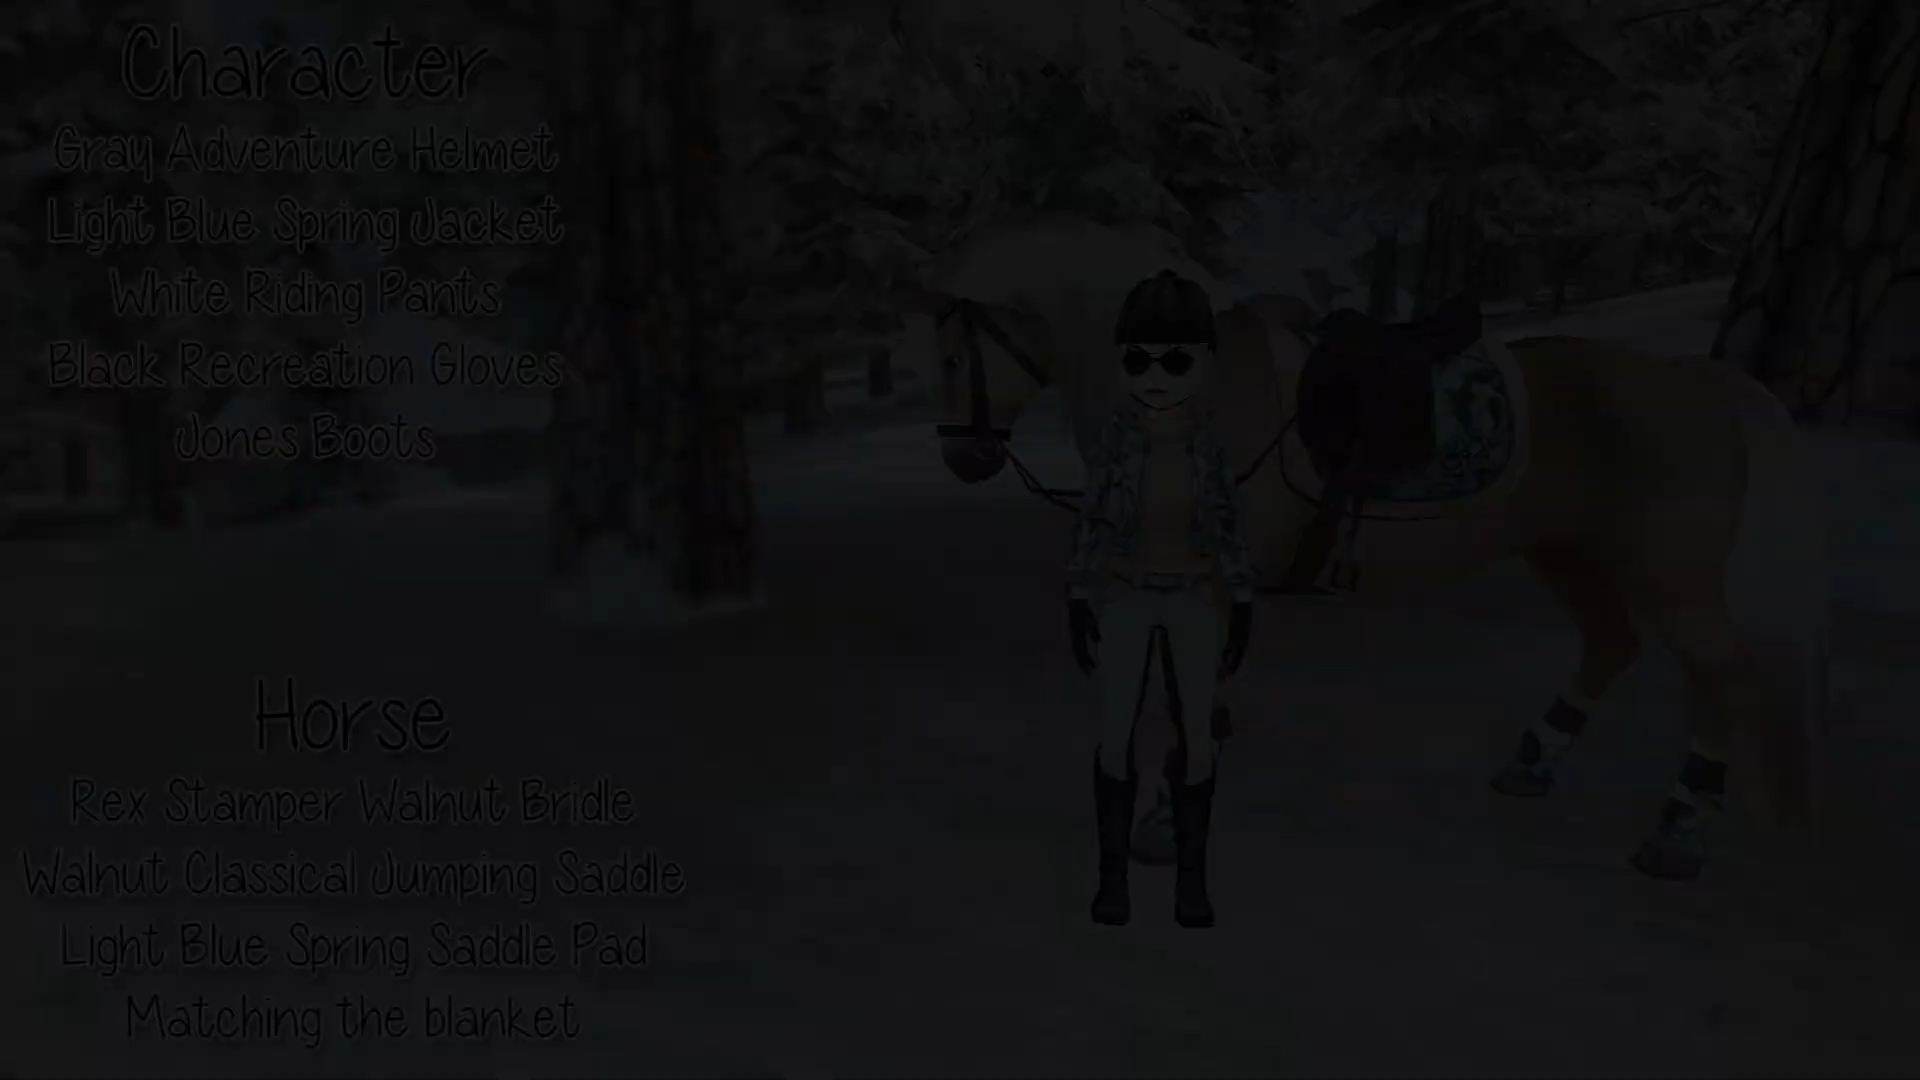 Character
Gray Adventure Helmet
Light Blue Spring Jacket
White Riding Pants
Black Recreation Gloves
Jones Boots
Horse
Rex Stamper Walnut Bridle
Walnut Classical Jumping Saddle
Light Blue Spring Saddle Pad
Matching the blanket